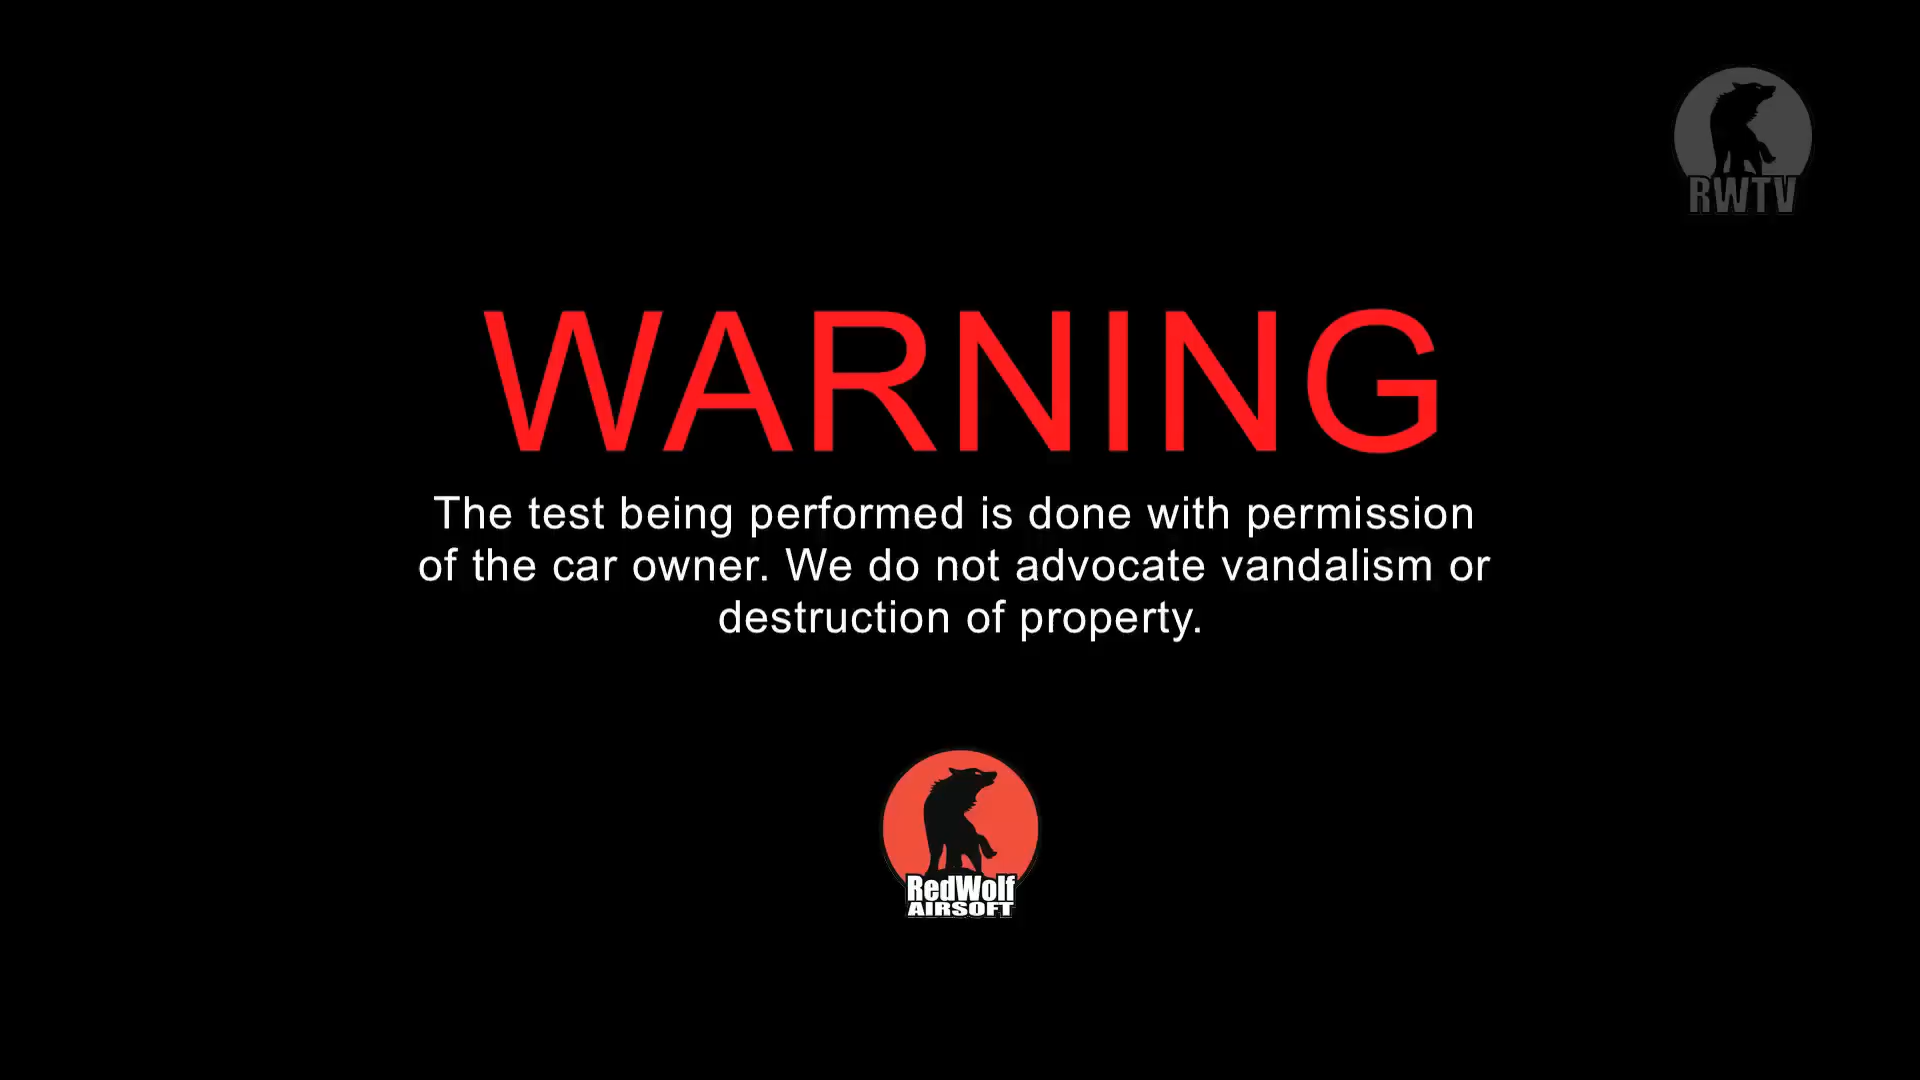 RWTV
WARNING
The test being performed is done with permission
of the car owner. We do not advocate vandalism or
destruction of property.
RedWolf
AIRSOFT